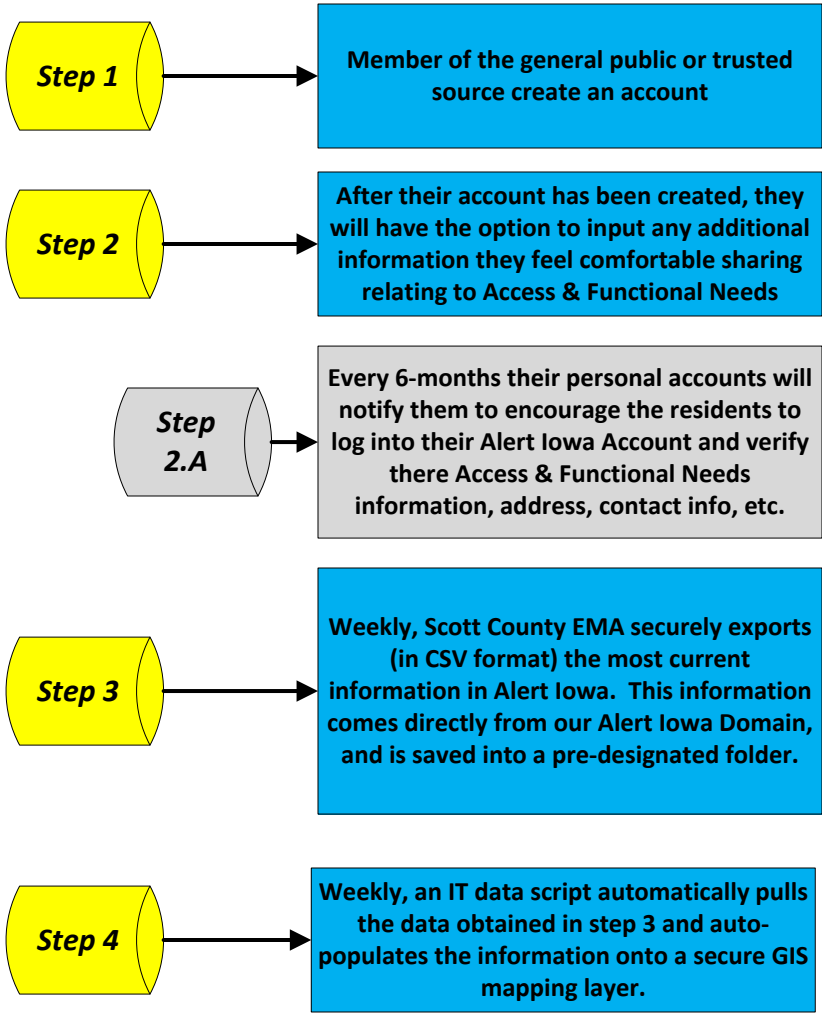 Step 1
Member of the general public or trusted
source create an account
Step 2
After their account has been created, they
will have the option to input any additional
information they feel comfortable sharing
relating to Access & Functional Needs
Step
2.A
Every 6-months their personal accounts will
notify them to encourage the residents to
log into their Alert Iowa Account and verify
there Access & Functional Needs
information, address, contact info, etc.
Step 3
Weekly, Scott County EMA securely exports
(in CSV format) the most current
information in Alert Iowa.  This information
comes directly from our Alert Iowa Domain,
and is saved into a pre-designated folder.
Step 4
Weekly, an IT data script automatically pulls
the data obtained in step 3 and auto-
populates the information onto a secure GIS
mapping layer.